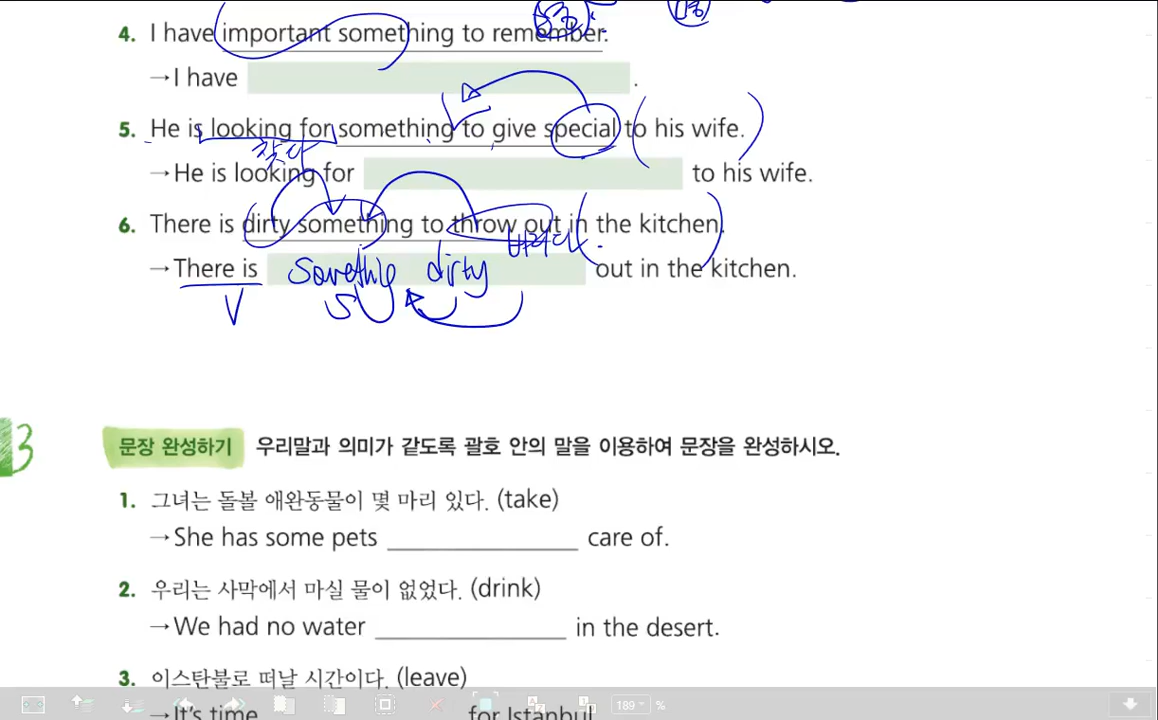 4. I have important something to remember.
→ I have .
5. He is looking for something to give special to his wife.
찾다
→ He is looking for to his wife.
6. There is dirty something to throw out in the kitchen.
→ There is somethig dirty out in the kitchen.
V S
3
문장 완성하기 우리말과 의미가 같도록 괄호 안의 말을 이용하여 문장을 완성하시오.
1. 그녀는 돌볼 애완동물이 몇 마리 있다. (take)
→ She has some pets ____________ care of.
2. 우리는 사막에서 마실 물이 없었다. (drink)
→ We had no water ____________ in the desert.
3. 이스탄불로 떠날 시간이다. (leave)
→ It's time for Istanbul
189 %